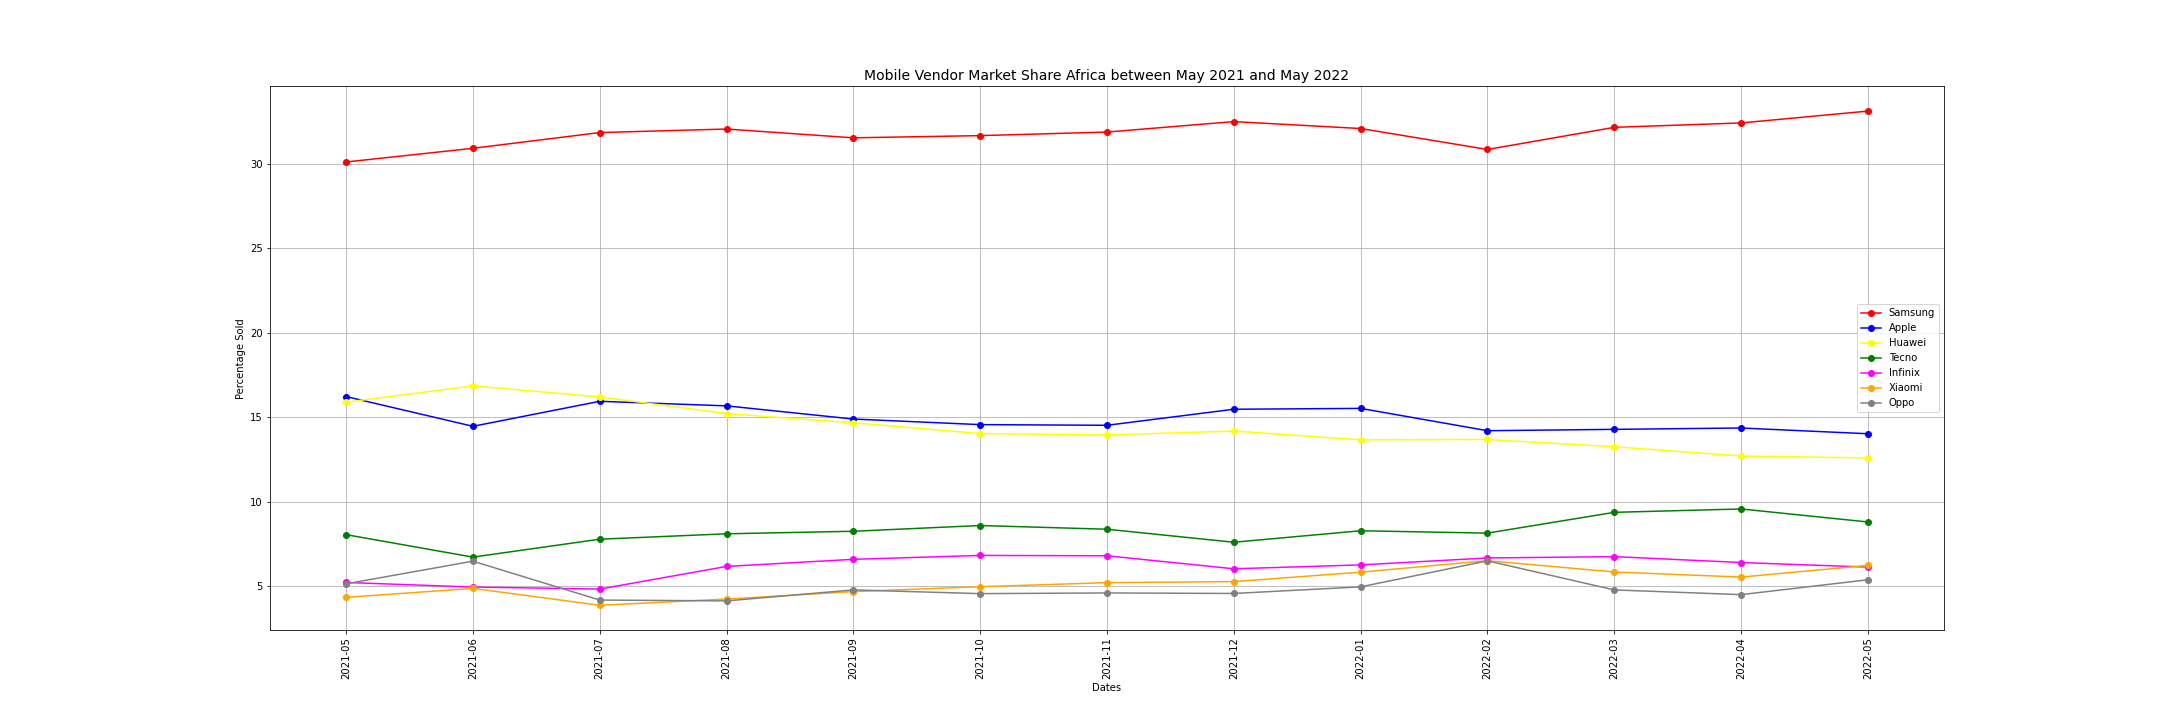 Mobile Vendor Market Share Africa between May 2021 and May 2022
Percentage Sold
30
25
20
15
10
5
Samsung
Apple
Huawei
Tecno
Infinix
Xiaomi
Oppo
2021-05
2021-06
2021-07
2021-08
2021-09
2021-10
2021-11
2021-12
2022-01
2022-02
2022-03
2022-04
2022-05
Dates